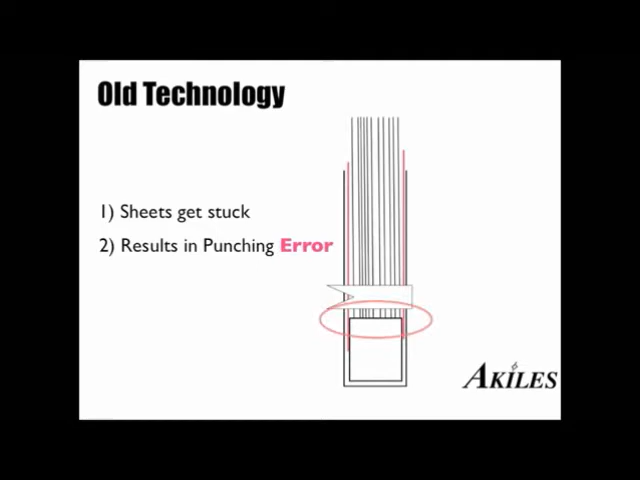 Old Technology
1) Sheets get stuck
2) Results in Punching Error
AKILES